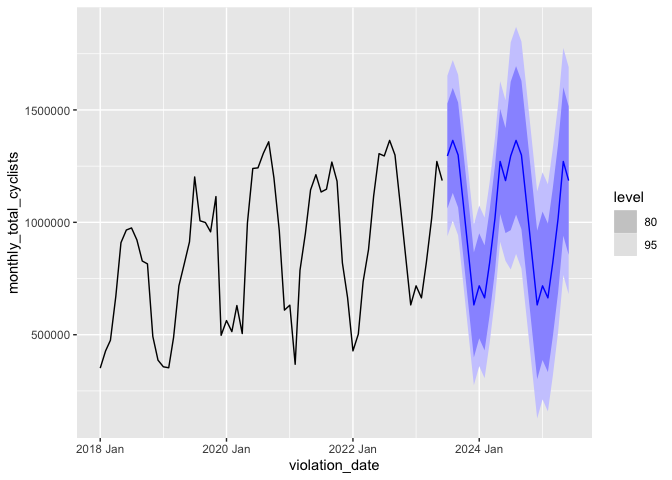 1500000
1000000
500000
monthly_total_cyclists
2018 Jan
2020 Jan
2022 Jan
2024 Jan
violation_date
level
80
95